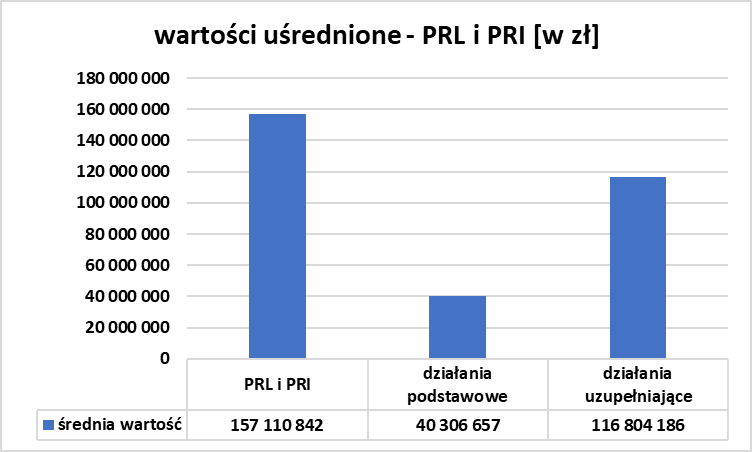 wartości uśrednione - PRL i PRI [w zł]
180 000 000
160 000 000
140 000 000
120 000 000
100 000 000
80 000 000
60 000 000
40 000 000
20 000 000
0
PRL i PRI
działania
podstawowe
działania
uzupełniające
średnia wartość 157 110 842 40 306 657 116 804 186